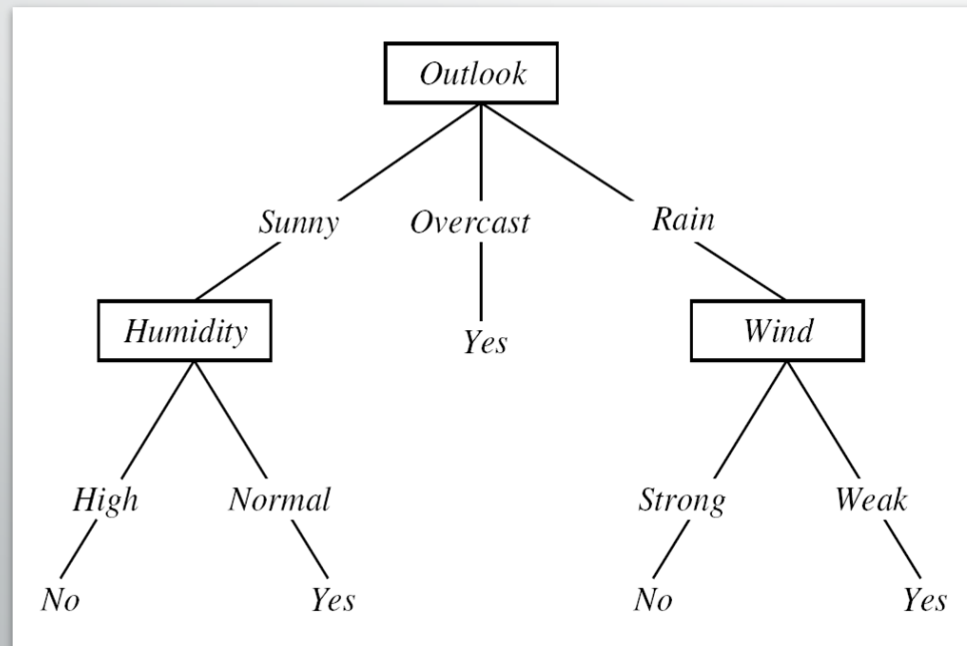 Outlook
Sunny Overcast Rain
Humidity Yes Wind
High Normal Strong Weak
No Yes No Yes